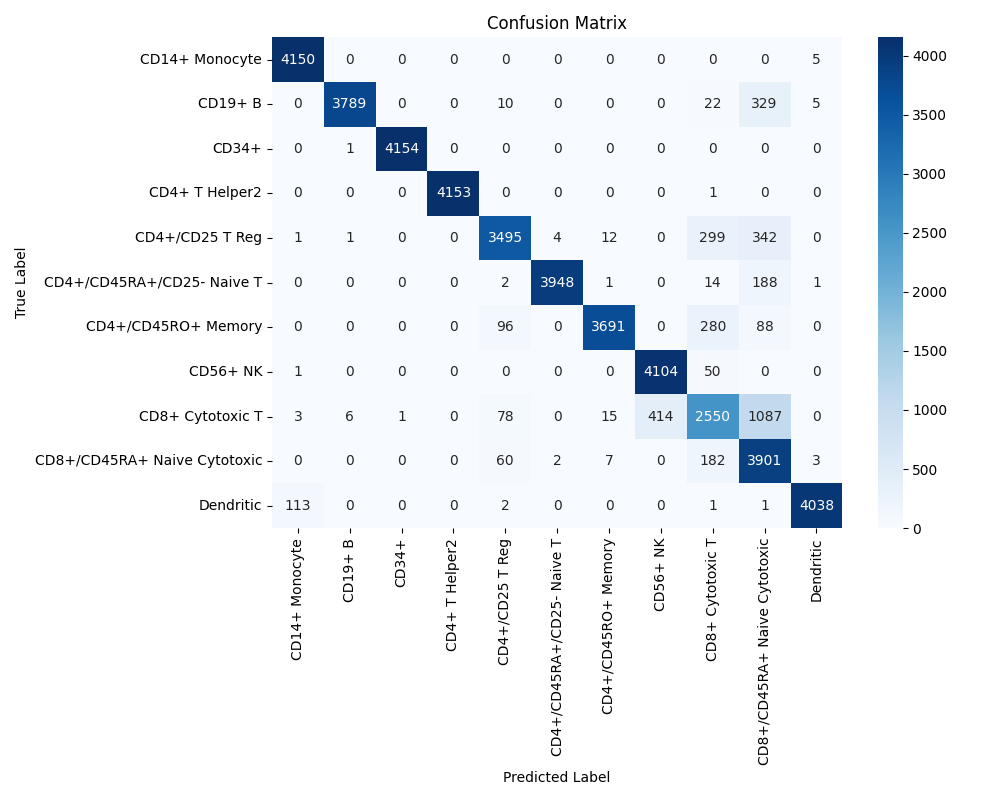 Confusion Matrix
True Label
CD14+ Monocyte 4150 0 0 0 0 0 0 0 0 0 5
CD19+ B 0 3789 0 0 10 0 0 0 22 329 5
CD34+ 0 1 4154 0 0 0 0 0 0 0 0
CD4+ T Helper2 0 0 0 4153 0 0 0 0 1 0 0
CD4+/CD25 T Reg 1 1 0 0 3495 4 12 0 299 342 0
CD4+/CD45RA+/CD25- Naive T 0 0 0 0 2 3948 1 0 14 188 1
CD4+/CD45RO+ Memory 0 0 0 0 96 0 3691 0 280 88 0
CD56+ NK 1 0 0 0 0 0 0 4104 50 0 0
CD8+ Cytotoxic T 3 6 1 0 78 0 15 414 2550 1087 0
CD8+/CD45RA+ Naive Cytotoxic 0 0 0 0 60 2 7 0 182 3901 3
Dendritic 113 0 0 0 2 0 0 0 1 1 4038
CD14+ Monocyte
CD19+ B
CD34+
CD4+ T Helper2
CD4+/CD25 T Reg
CD4+/CD45RA+/CD25- Naive T
CD4+/CD45RO+ Memory
CD56+ NK
CD8+ Cytotoxic T
CD8+/CD45RA+ Naive Cytotoxic
Dendritic
Predicted Label
4000
3500
3000
2500
2000
1500
1000
500
0